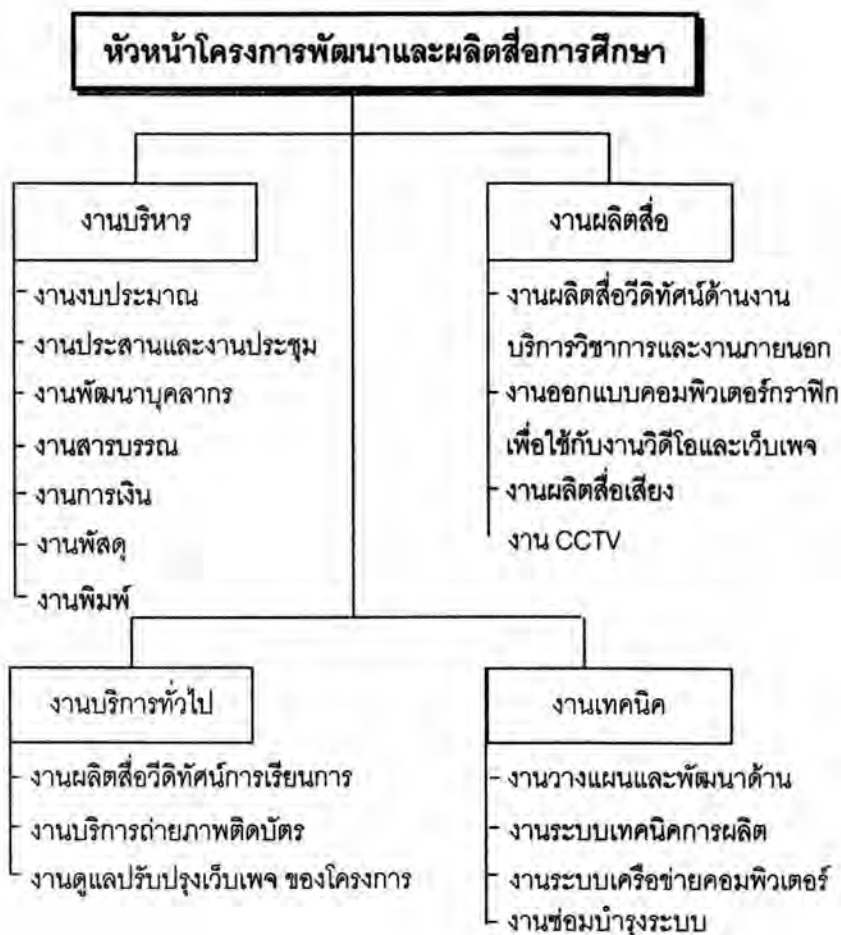 หัวหน้าโครงการพัฒนาและผลิตสื่อการศึกษา
งานบริหาร
- งานงบประมาณ
- งานประสานและงานประชุม
- งานพัฒนาบุคลากร
- งานสารบรรณ
- งานการเงิน
- งานพัสดุ
- งานพิมพ์
งานผลิตสื่อ
- งานผลิตสื่อวีดิทัศน์ด้านงาน
บริการวิชาการและงานภายนอก
- งานออกแบบคอมพิวเตอร์กราฟิก
เพื่อใช้กับงานวิดีโอและเว็บเพจ
- งานผลิตสื่อเสียง
- งาน CCTV
งานบริการทั่วไป
- งานผลิตสื่อวีดิทัศน์การเรียนการ
- งานบริการถ่ายภาพติดบัตร
- งานดูแลปรับปรุงเว็บเพจ ของโครงการ
งานเทคนิค
- งานวางแผนและพัฒนาด้าน
- งานระบบเทคนิคการผลิต
- งานระบบเครือข่ายคอมพิวเตอร์
- งานซ่อมบำรุงระบบ